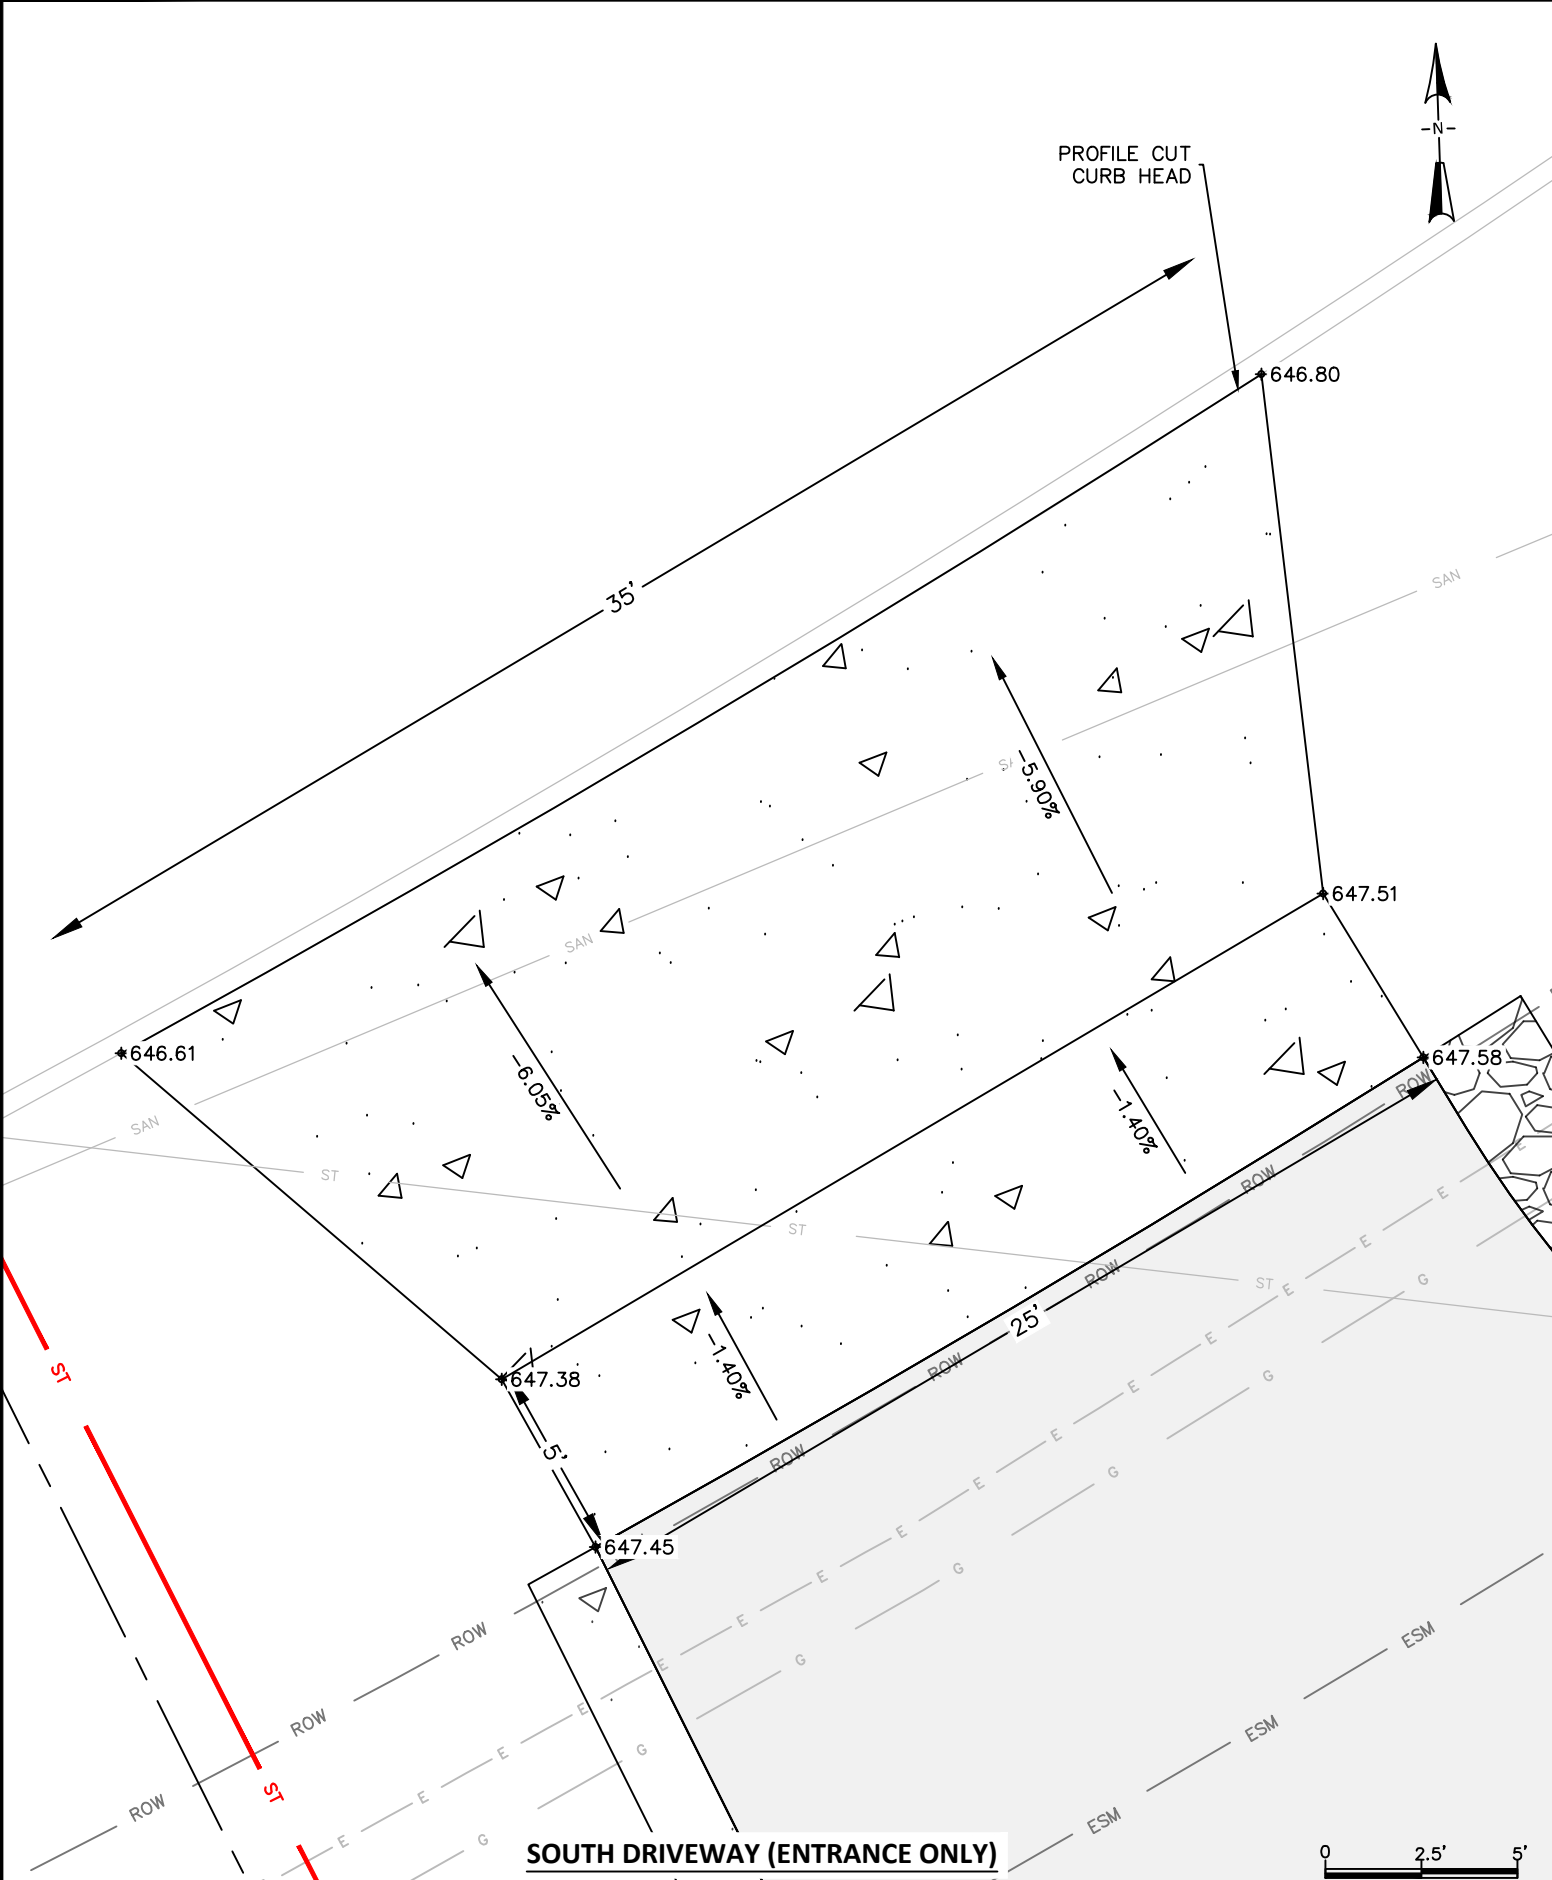 -N-
PROFILE CUT
CURB HEAD
646.80
SAN
35'
SA
-5.90%
647.51
SAN
646.61
-6.05%
647.58
ROW
-1.40%
SAN
E
ST
ROW
E
ST
E
ROW
ST
E
G
25'
E
ROW
ST
647.38
-1.40%
E
G
5'
ROW
E
G
E
647.45
E
G
E
ROW
E
ESM
E
G
E
ROW
ESM
E
G
ST
E
ROW
ESM
E
G
SOUTH DRIVEWAY (ENTRANCE ONLY)
0 2.5' 5'